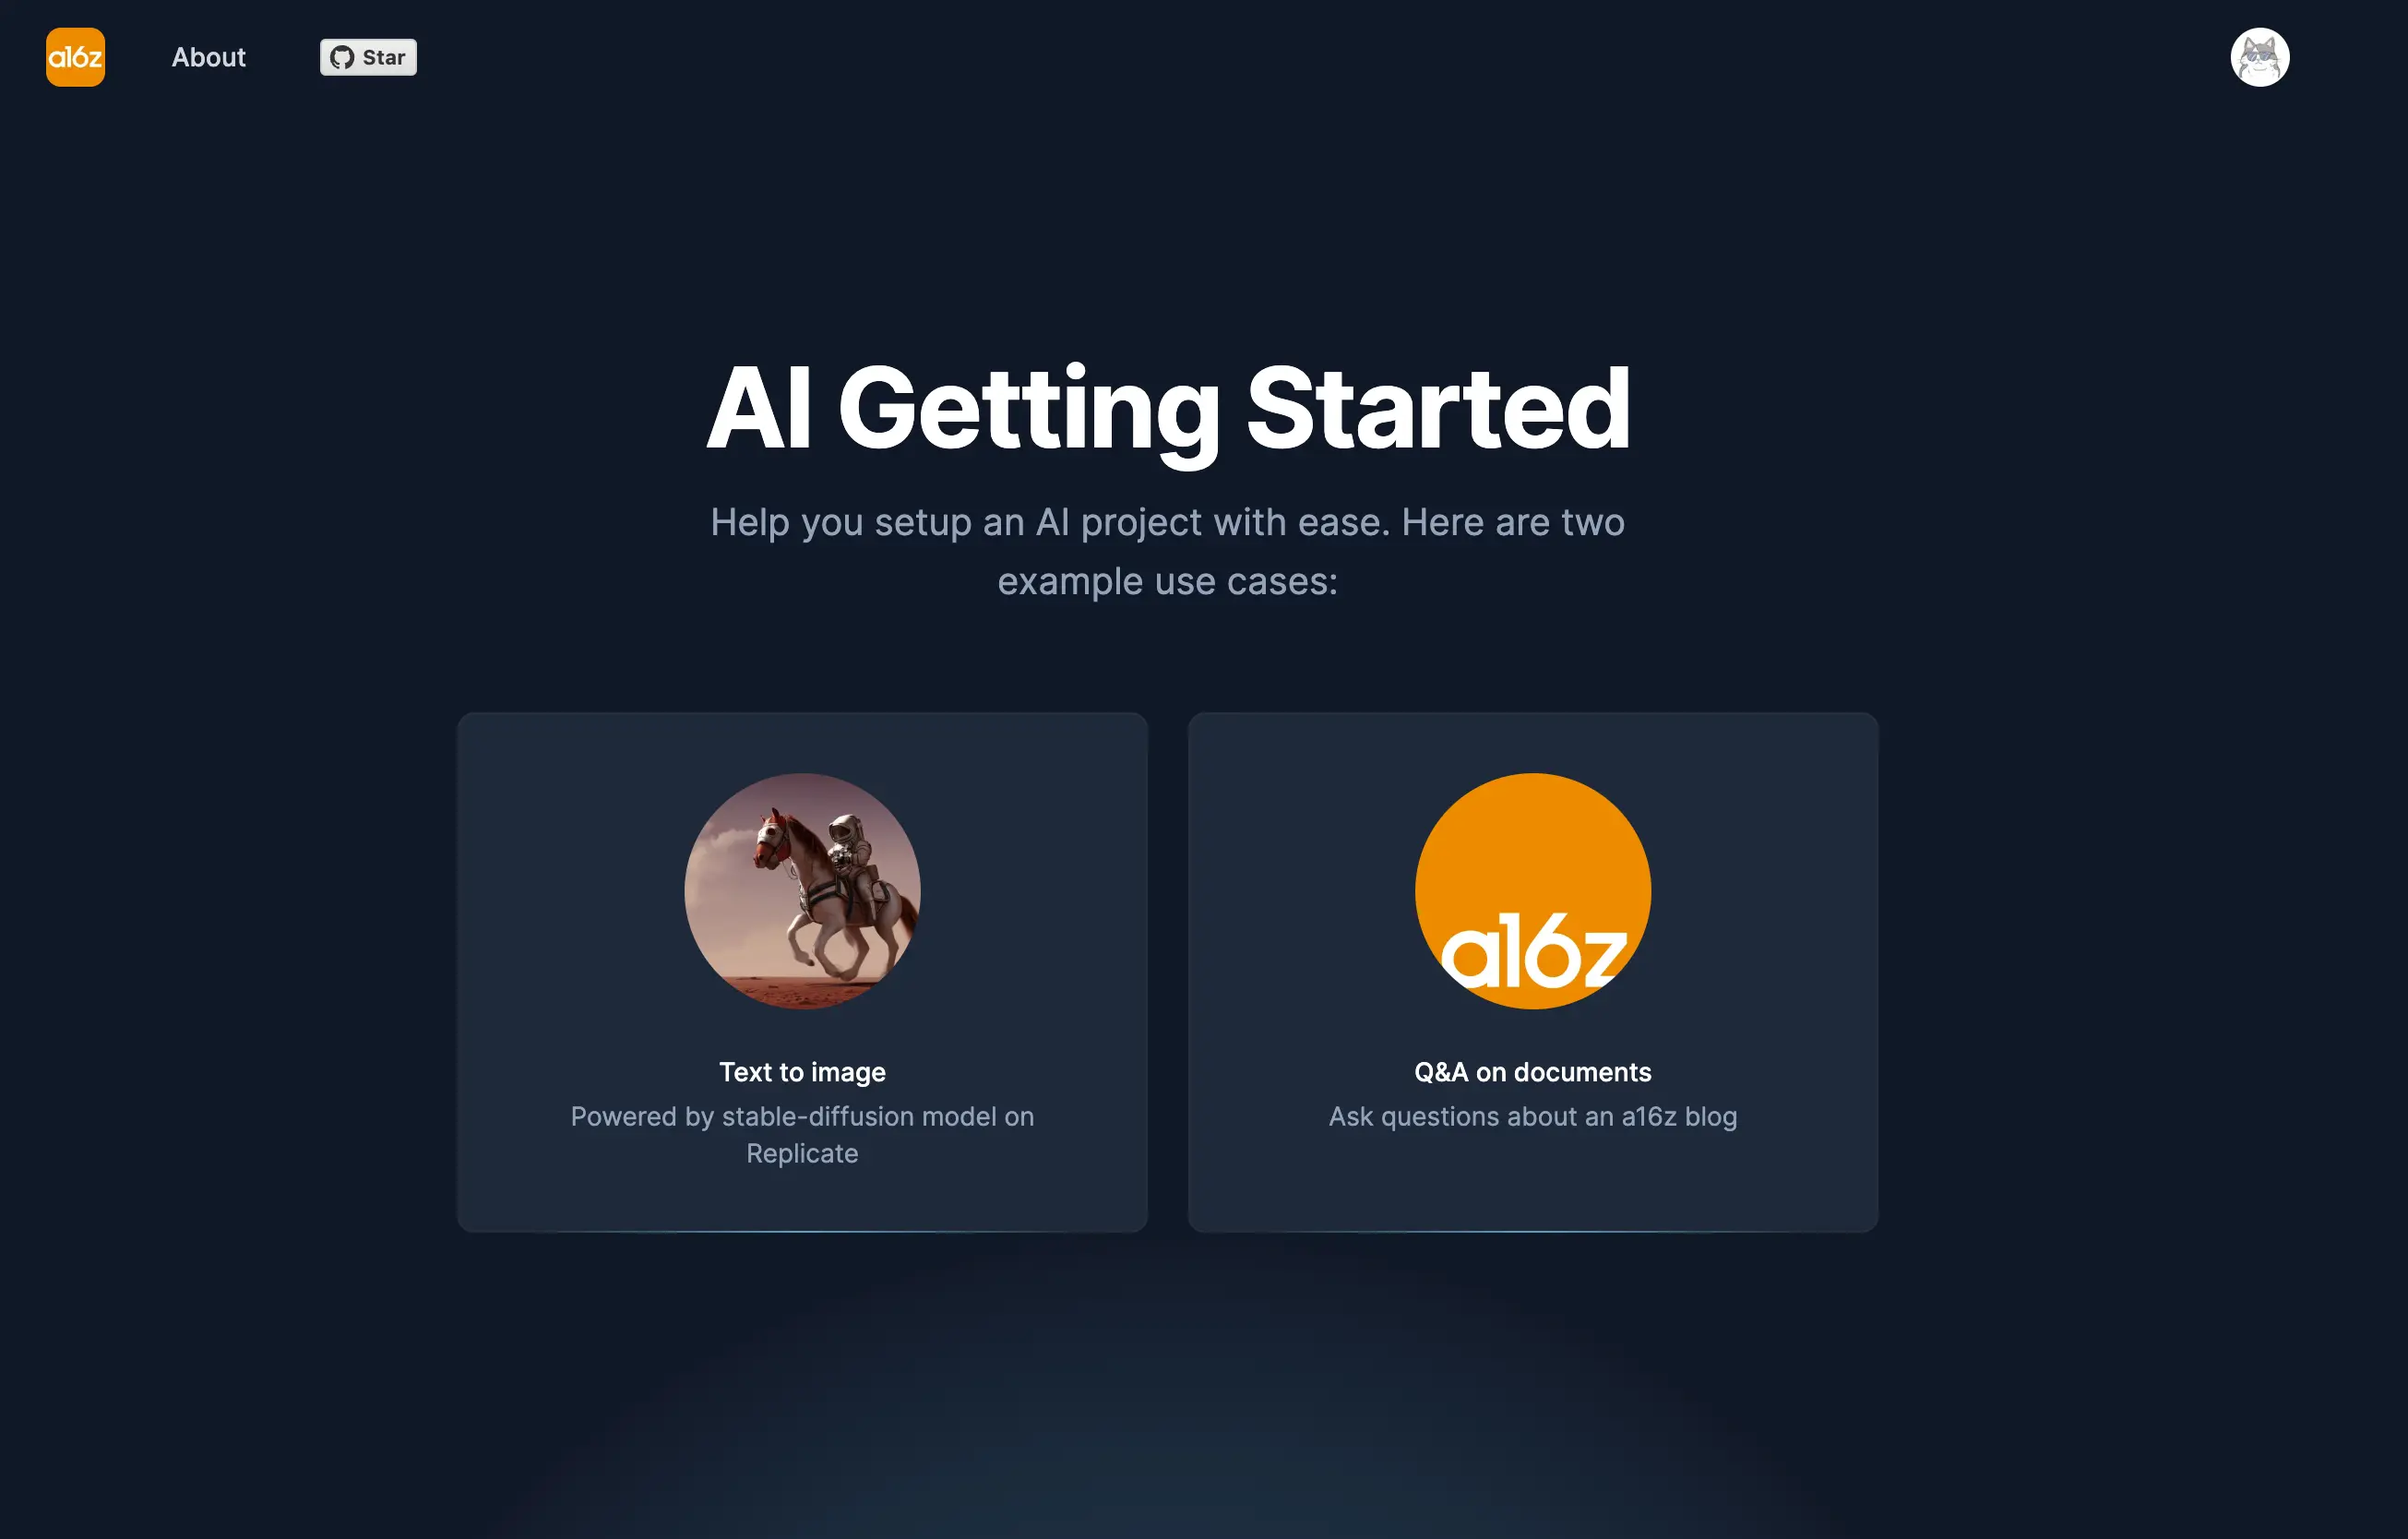 a16z
About
Star
AI Getting Started
Help you setup an AI project with ease. Here are two
example use cases:
a16z
Text to image
Powered by stable-diffusion model on
Replicate
Q&A on documents
Ask questions about an a16z blog